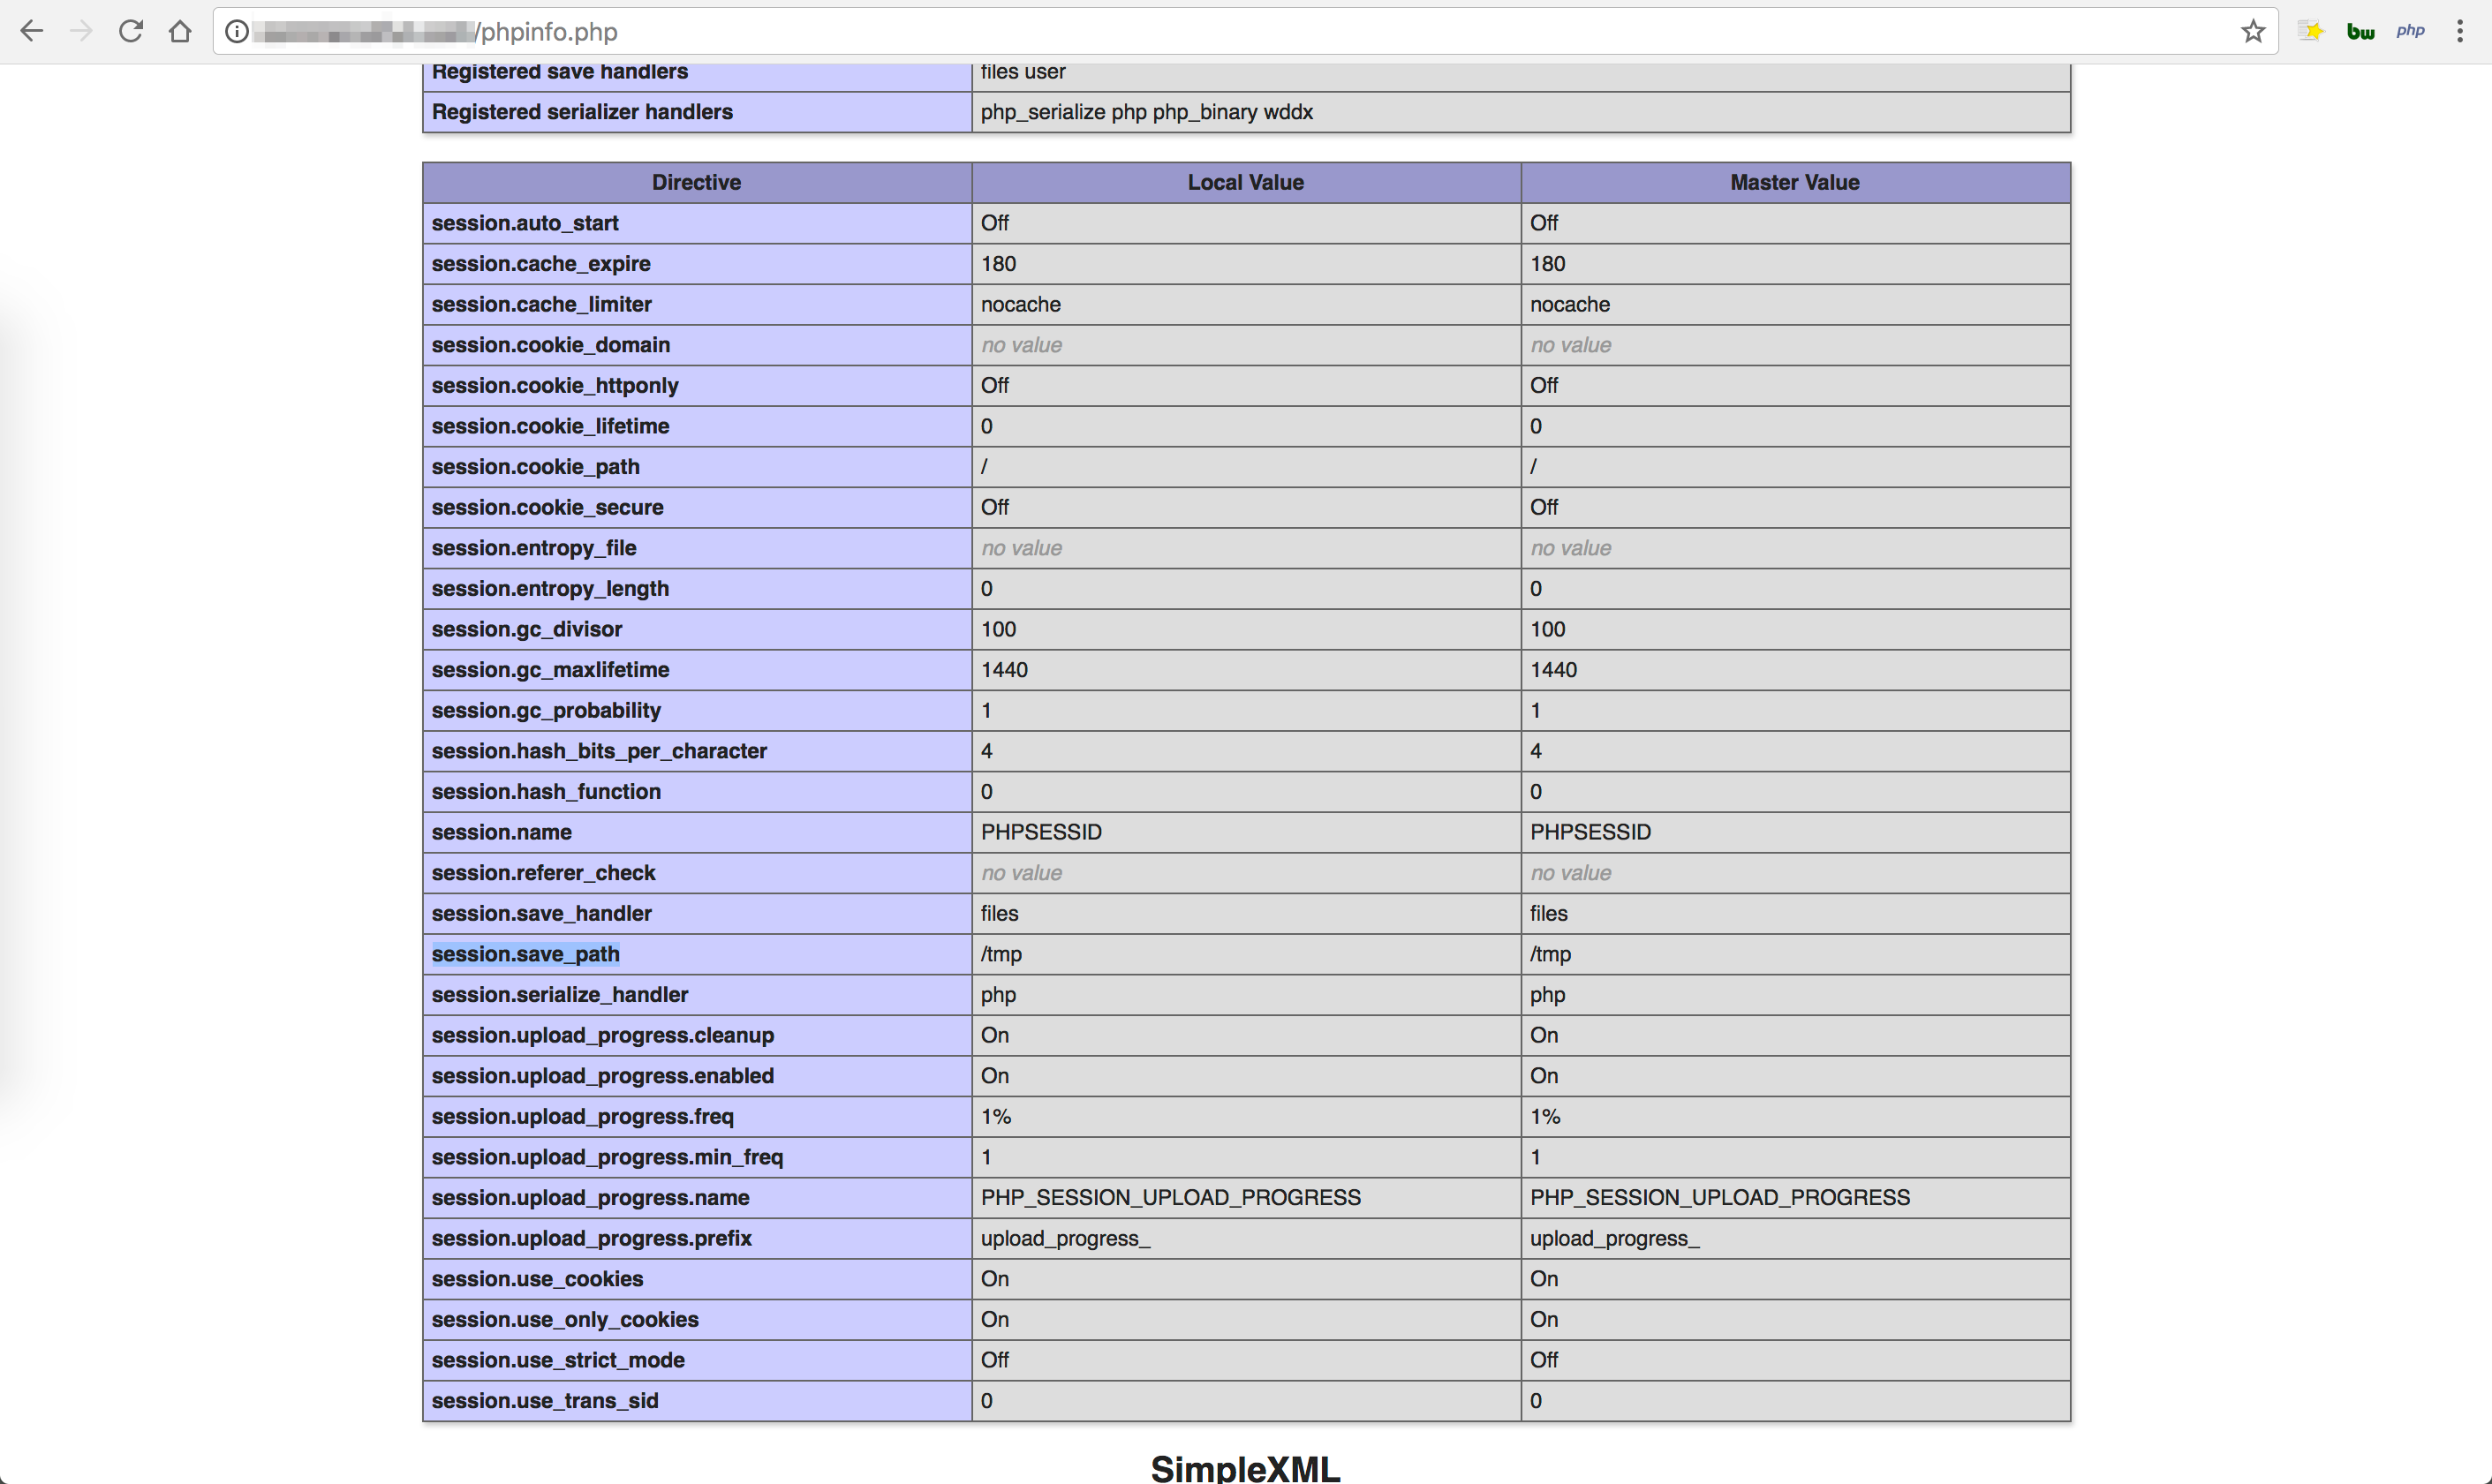 /phpinfo.php
bw
php
Registered save handlers files user
Registered serializer handlers php_serialize php php_binary wddx
Directive Local Value Master Value
session.auto_start Off Off
session.cache_expire 180 180
session.cache_limiter nocache nocache
session.cookie_domain no value no value
session.cookie_httponly Off Off
session.cookie_lifetime 0 0
session.cookie_path / /
session.cookie_secure Off Off
session.entropy_file no value no value
session.entropy_length 0 0
session.gc_divisor 100 100
session.gc_maxlifetime 1440 1440
session.gc_probability 1 1
session.hash_bits_per_character 4 4
session.hash_function 0 0
session.name PHPSESSID PHPSESSID
session.referer_check no value no value
session.save_handler files files
session.save_path /tmp /tmp
session.serialize_handler php php
session.upload_progress.cleanup On On
session.upload_progress.enabled On On
session.upload_progress.freq 1% 1%
session.upload_progress.min_freq 1 1
session.upload_progress.name PHP_SESSION_UPLOAD_PROGRESS PHP_SESSION_UPLOAD_PROGRESS
session.upload_progress.prefix upload_progress_ upload_progress_
session.use_cookies On On
session.use_only_cookies On On
session.use_strict_mode Off Off
session.use_trans_sid 0 0
SimpleXML